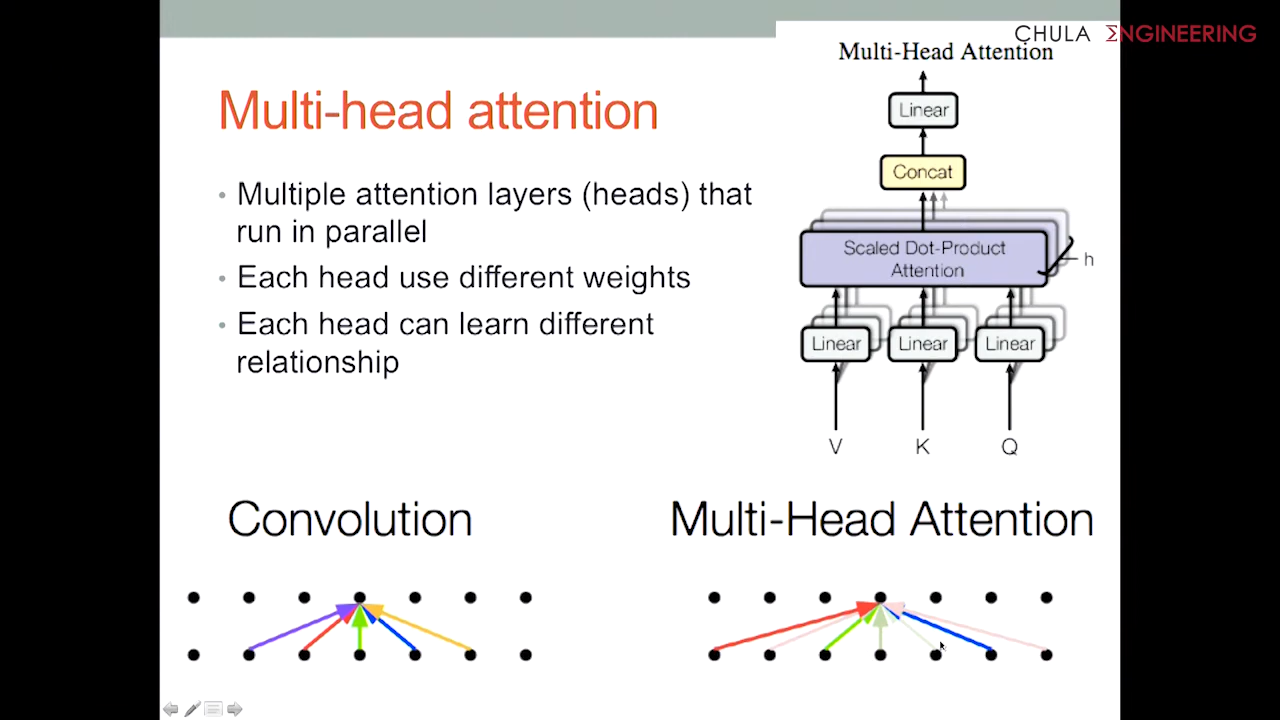 CHULA ΣNGINEERING
Multi-Head Attention
Multi-head attention
Linear
Concat
• Multiple attention layers (heads) that
run in parallel
• Each head use different weights
• Each head can learn different
relationship
Scaled Dot-Product
Attention
h
Linear Linear Linear
V K Q
Convolution
Multi-Head Attention